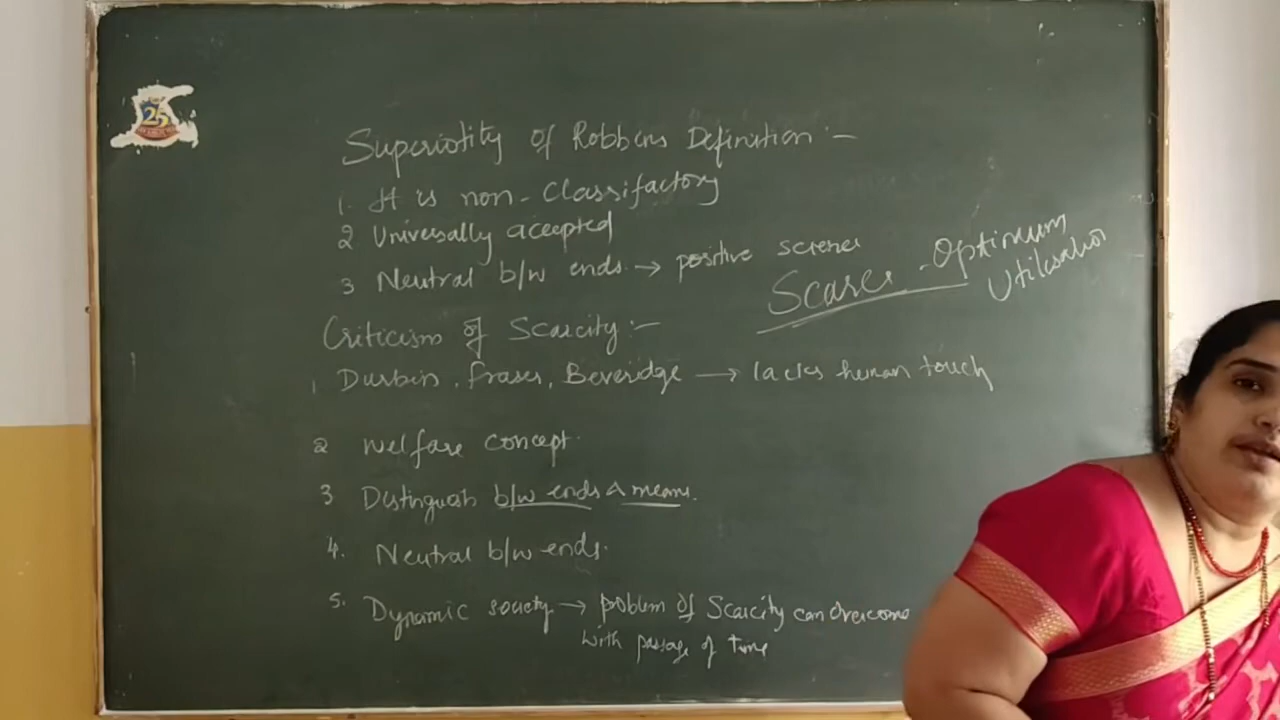 25
Superiority of Robbins Definition :-
1. It is non-Classifactory
2 Universally accepted
3 Neutral b/w ends → positive science
Scarce - Optimum
Utilisation
Criticism of Scarcity :-
1 Durbin, Fraser, Beveridge → lacks human touch
2 Welfare concept.
3 Distinguish b/w ends & means.
4. Neutral b/w ends.
5. Dynamic society → problem of Scarcity can overcome
with passage of time